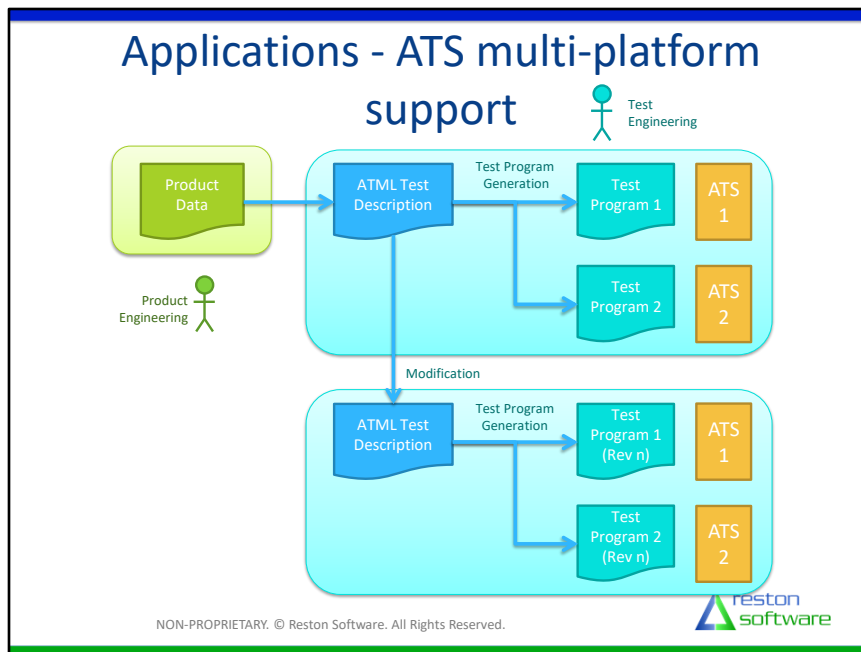 Applications - ATS multi-platform
support
Test
Engineering
Product
Data
ATML Test
Description
Test Program
Generation
Test
Program 1
ATS
1
Product
Engineering
Test
Program 2
ATS
2
Modification
ATML Test
Description
Test Program
Generation
Test
Program 1
(Rev n)
ATS
1
Test
Program 2
(Rev n)
ATS
2
NON-PROPRIETARY. © Reston Software. All Rights Reserved.
reston
software